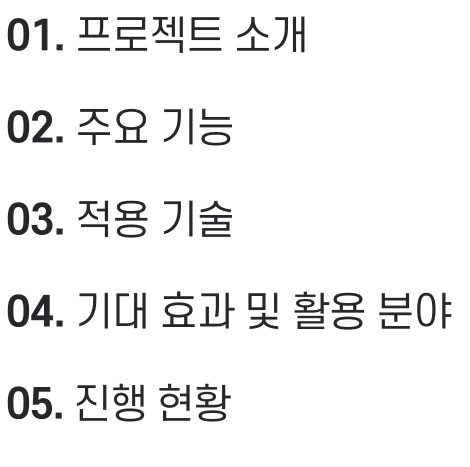 01. 프로젝트 소개
02. 주요 기능
03. 적용 기술
04. 기대 효과 및 활용 분야
05. 진행 현황